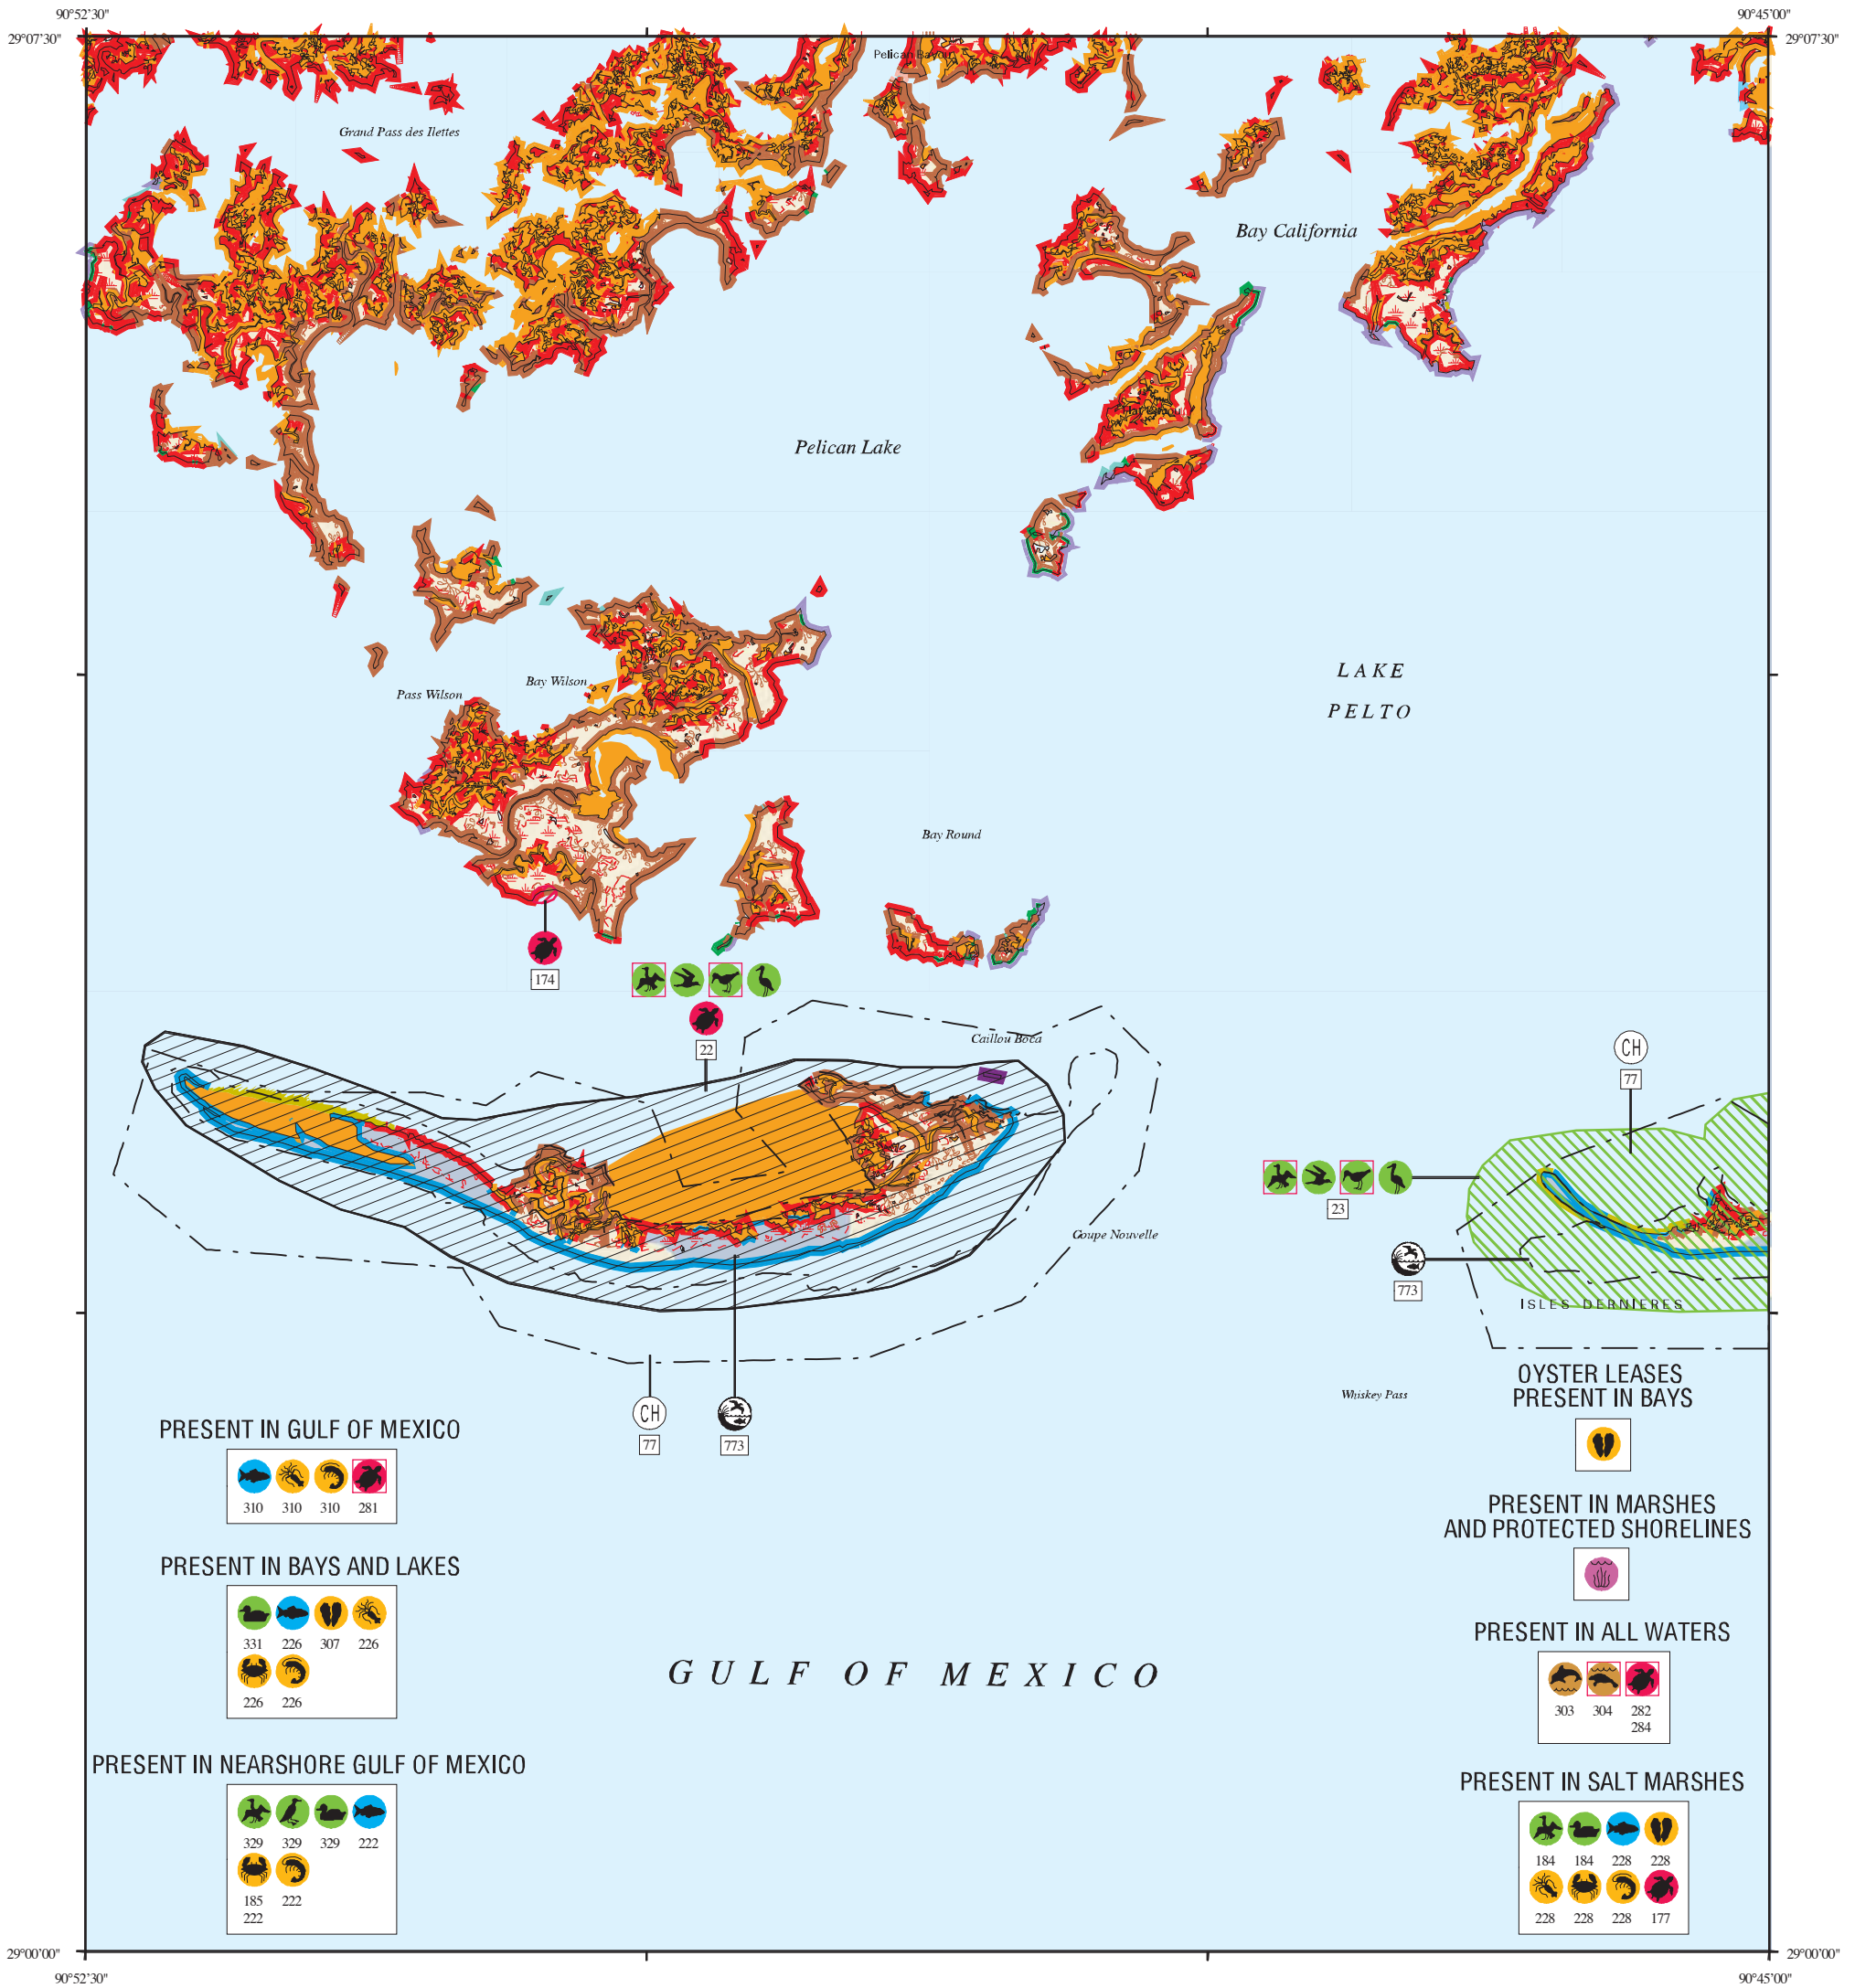 90°52'30"
90°45'00"
29°07'30"
29°07'30"
Pelican Bayou
Grand Pass des Ilettes
Bay California
Pelican Lake
LAKE
PELTO
Bay Wilson
Pass Wilson
Bay Round
174
22
Caillou Boca
CH
77
23
Coupe Nouvelle
773
ISLES DERNIERES
Whiskey Pass
CH
77
773
PRESENT IN GULF OF MEXICO
310 310 310 281
PRESENT IN BAYS AND LAKES
331 226 307 226
226 226
PRESENT IN NEARSHORE GULF OF MEXICO
329 329 329 222
185 222
222
GULF OF MEXICO
OYSTER LEASES
PRESENT IN BAYS
PRESENT IN MARSHES
AND PROTECTED SHORELINES
PRESENT IN ALL WATERS
303 304 282
284
PRESENT IN SALT MARSHES
184 184 228 228
228 228 228 177
29°00'00"
29°00'00"
90°52'30"
90°45'00"